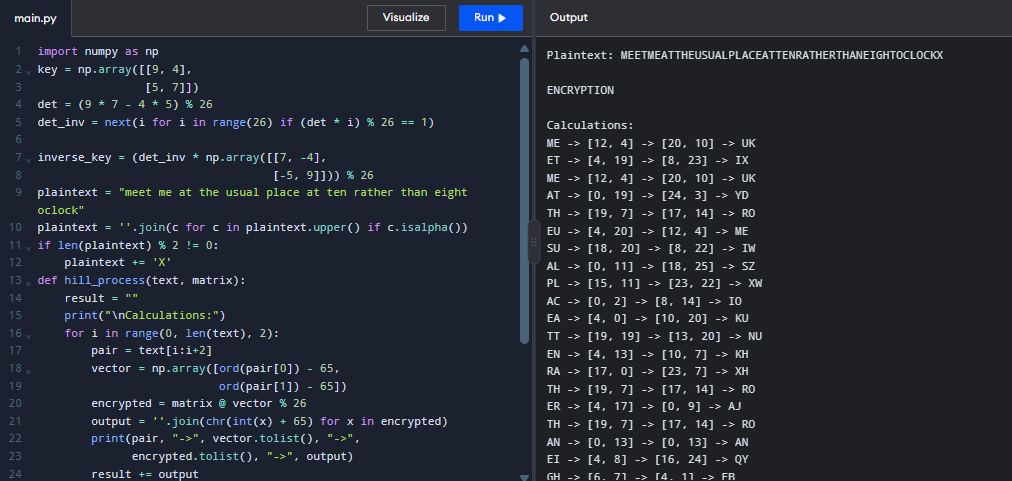 main.py
Visualize
Run
Output
1 import numpy as np
2 key = np.array([[9, 4],
3 [5, 7]])
4 det = (9 * 7 - 4 * 5) % 26
5 det_inv = next(i for i in range(26) if (det * i) % 26 == 1)
6
7 inverse_key = (det_inv * np.array([[7, -4],
8 [-5, 9]])) % 26
9 plaintext = "meet me at the usual place at ten rather than eight
oclock"
10 plaintext = ''.join(c for c in plaintext.upper() if c.isalpha())
11 if len(plaintext) % 2 != 0:
12 plaintext += 'X'
13 def hill_process(text, matrix):
14 result = ""
15 print("\nCalculations:")
16 for i in range(0, len(text), 2):
17 pair = text[i:i+2]
18 vector = np.array([ord(pair[0]) - 65,
19 ord(pair[1]) - 65])
20 encrypted = matrix @ vector % 26
21 output = ''.join(chr(int(x) + 65) for x in encrypted)
22 print(pair, "->", vector.tolist(), "->",
23 encrypted.tolist(), "->", output)
24 result += output
Plaintext: MEETMEATTHEUSUALPLACEATTENRATHERTHANEIGHTOCLOCKX
ENCRYPTION
Calculations:
ME -> [12, 4] -> [20, 10] -> UK
ET -> [4, 19] -> [8, 23] -> IX
ME -> [12, 4] -> [20, 10] -> UK
AT -> [0, 19] -> [24, 3] -> YD
TH -> [19, 7] -> [17, 14] -> RO
EU -> [4, 20] -> [12, 4] -> ME
SU -> [18, 20] -> [8, 22] -> IW
AL -> [0, 11] -> [18, 25] -> SZ
PL -> [15, 11] -> [23, 22] -> XW
AC -> [0, 2] -> [8, 14] -> IO
EA -> [4, 0] -> [10, 20] -> KU
TT -> [19, 19] -> [13, 20] -> NU
EN -> [4, 13] -> [10, 7] -> KH
RA -> [17, 0] -> [23, 7] -> XH
TH -> [19, 7] -> [17, 14] -> RO
ER -> [4, 17] -> [0, 9] -> AJ
TH -> [19, 7] -> [17, 14] -> RO
AN -> [0, 13] -> [0, 13] -> AN
EI -> [4, 8] -> [16, 24] -> QY
GH -> [6, 7] -> [4, 1] -> EB